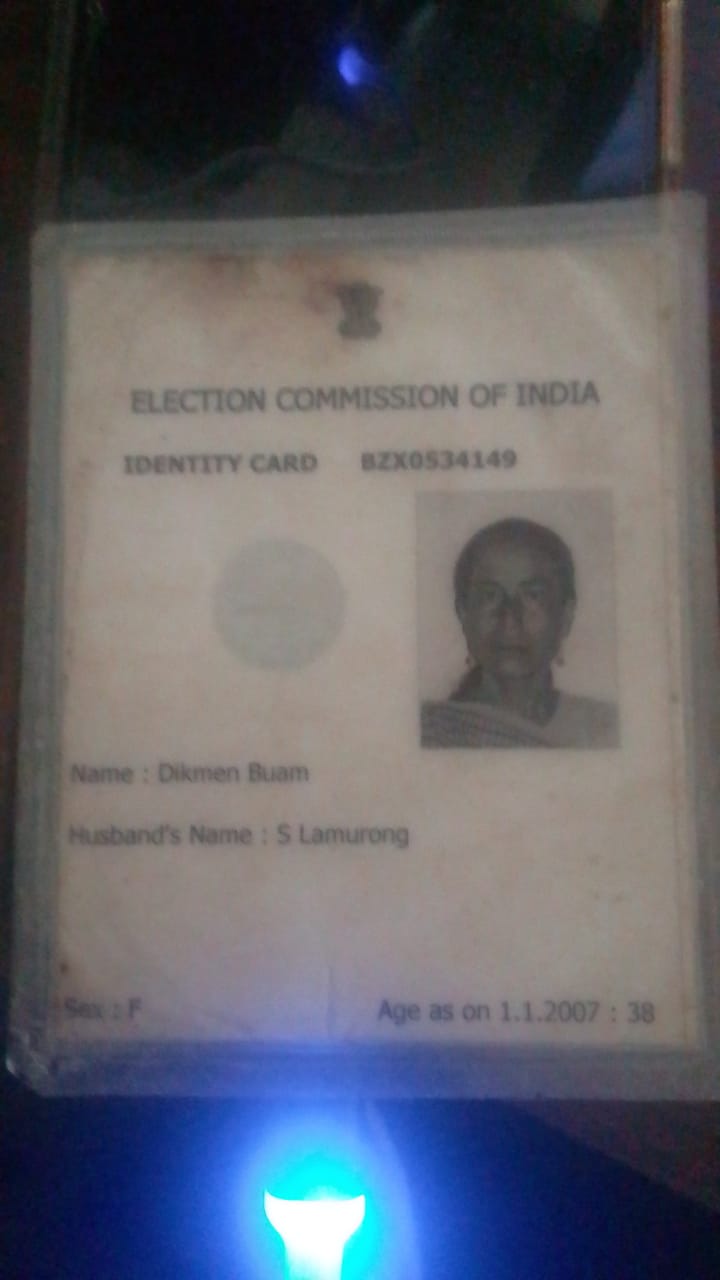 ELECTION COMMISSION OF INDIA
IDENTITY CARD BZX0534149
Name : Dikmen Buam
Husband's Name : S Lamurong
Sex : F Age as on 1.1.2007 : 38